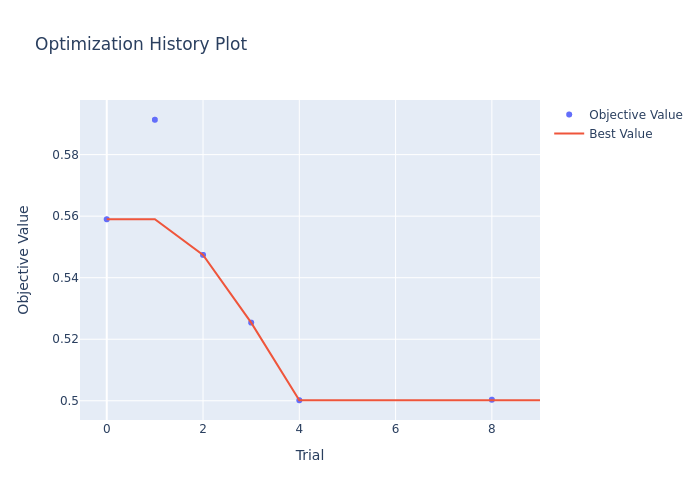 Optimization History Plot
Objective Value
Best Value
0.58
0.56
0.54
0.52
0.5
Objective Value
0
2
4
6
8
Trial